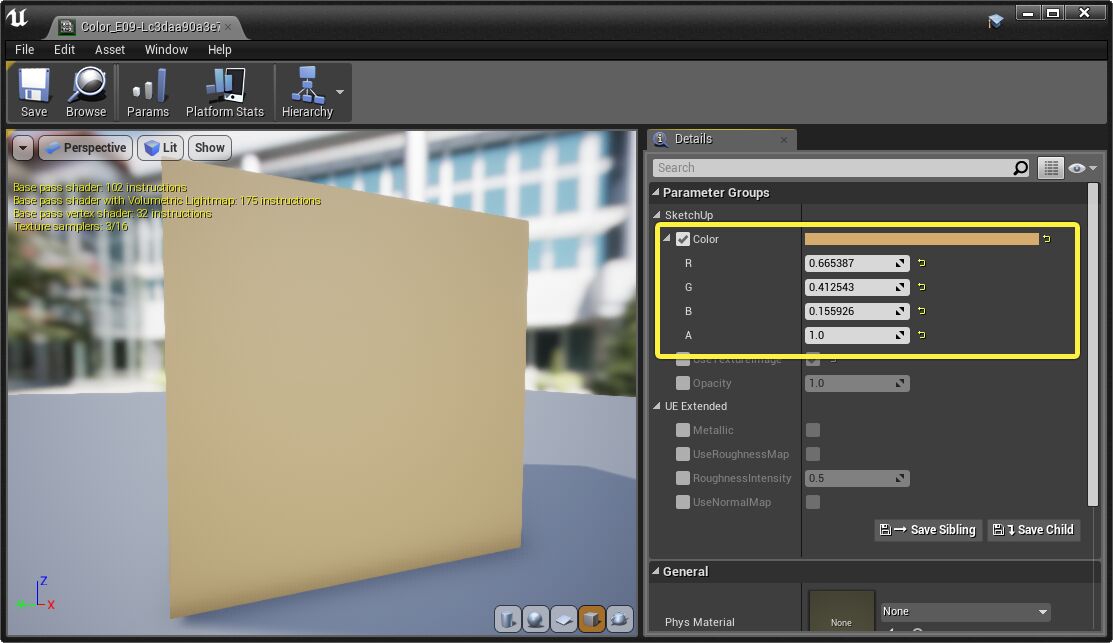 Color_E09-Lc3daa90a3e7
File Edit Asset Window Help
Save Browse Params Platform Stats Hierarchy
Perspective Lit Show
Base pass shader: 102 instructions
Base pass shader with Volumetric Lightmap: 175 instructions
Base pass vertex shader: 32 instructions
Texture samplers: 3/16
Z
X
Details
Search
Parameter Groups
SketchUp
Color
R 0.665387
G 0.412543
B 0.155926
A 1.0
UseTextureImage
Opacity 1.0
UE Extended
Metallic
UseRoughnessMap
RoughnessIntensity 0.5
UseNormalMap
Save Sibling Save Child
General
Phys Material None None